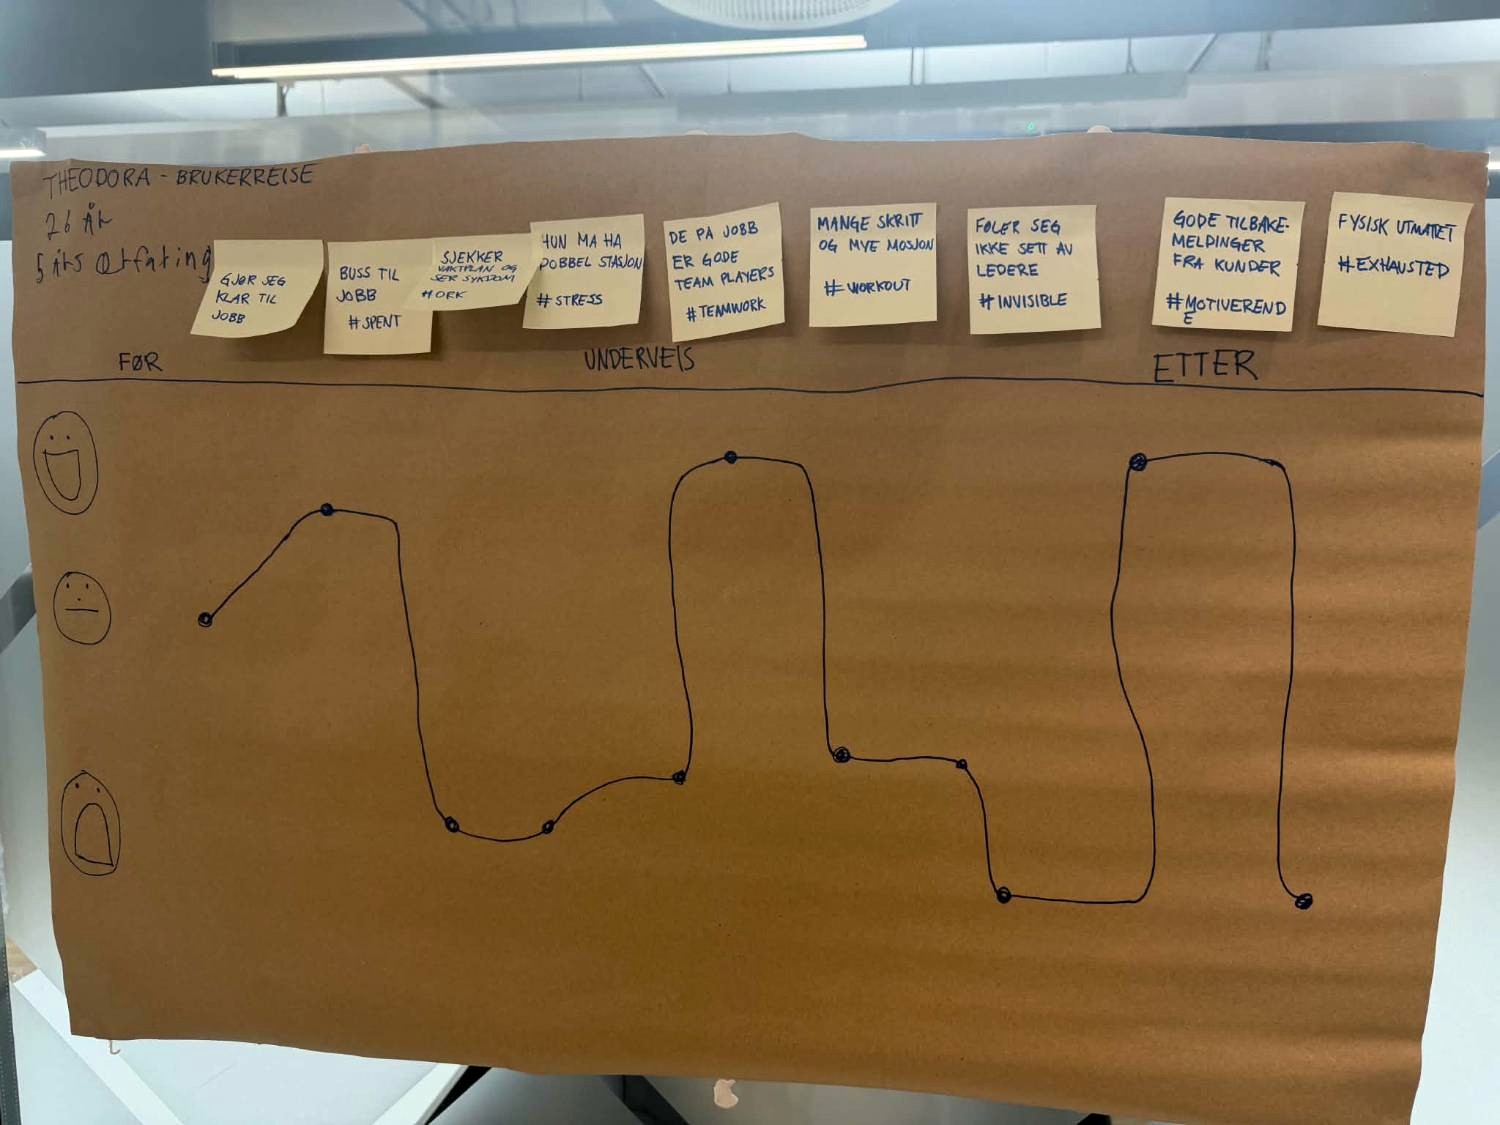 THEODORA - BRUKERREISE
26 ÅR
5 års erfaring
GJØR SEG
KLAR TIL
JOBB
BUSS TIL
JOBB
#SPENT
SJEKKER
VAKTPLAN OG
SER SYKDOM
#ORK
HUN MA HA
DOBBEL STASJON
#STRESS
DE PÅ JOBB
ER GODE
TEAM PLAYERS
#TEAMWORK
MANGE SKRITT
OG MYE MOSJON
#WORKOUT
FØLER SEG
IKKE SETT AV
LEDERE
#INVISIBLE
GODE TILBAKE-
MELDINGER
FRA KUNDER
#MOTIVEREND
E
FYSISK UTMATTET
#EXHAUSTED
FØR
UNDERVEIS
ETTER